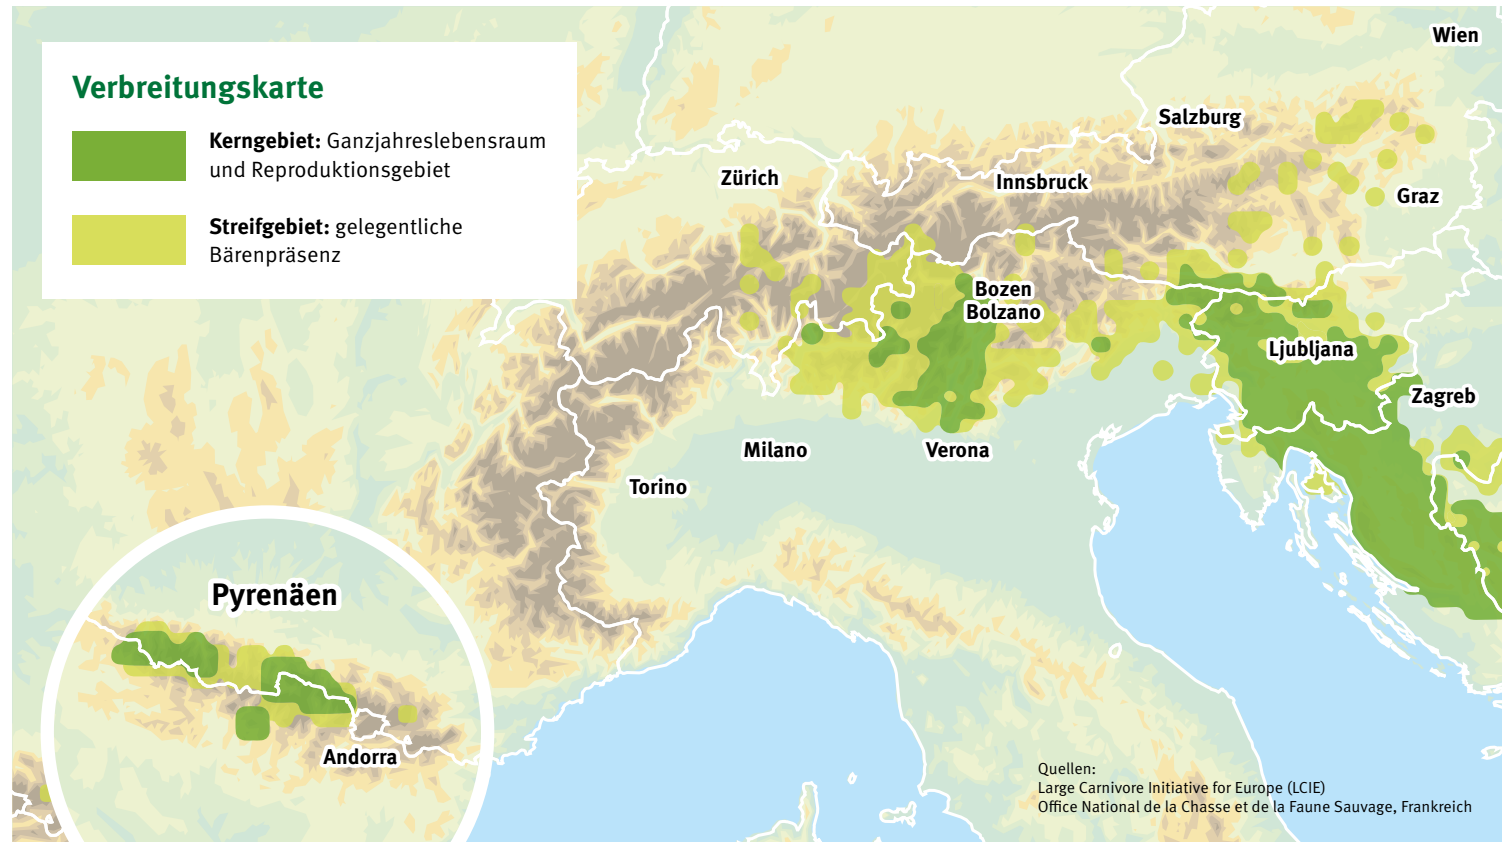 Verbreitungskarte
Kerngebiet: Ganzjahreslebensraum
und Reproduktionsgebiet
Streifgebiet: gelegentliche
Bärenpräsenz
Wien
Salzburg
Zürich
Innsbruck
Graz
Bozen
Bolzano
Ljubljana
Zagreb
Milano
Verona
Torino
Pyrenäen
Andorra
Quellen:
Large Carnivore Initiative for Europe (LCIE)
Office National de la Chasse et de la Faune Sauvage, Frankreich